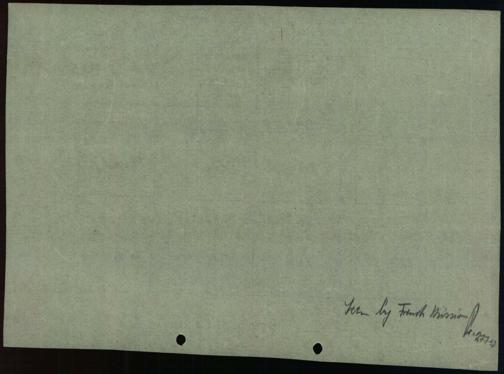 Seen by French Mission